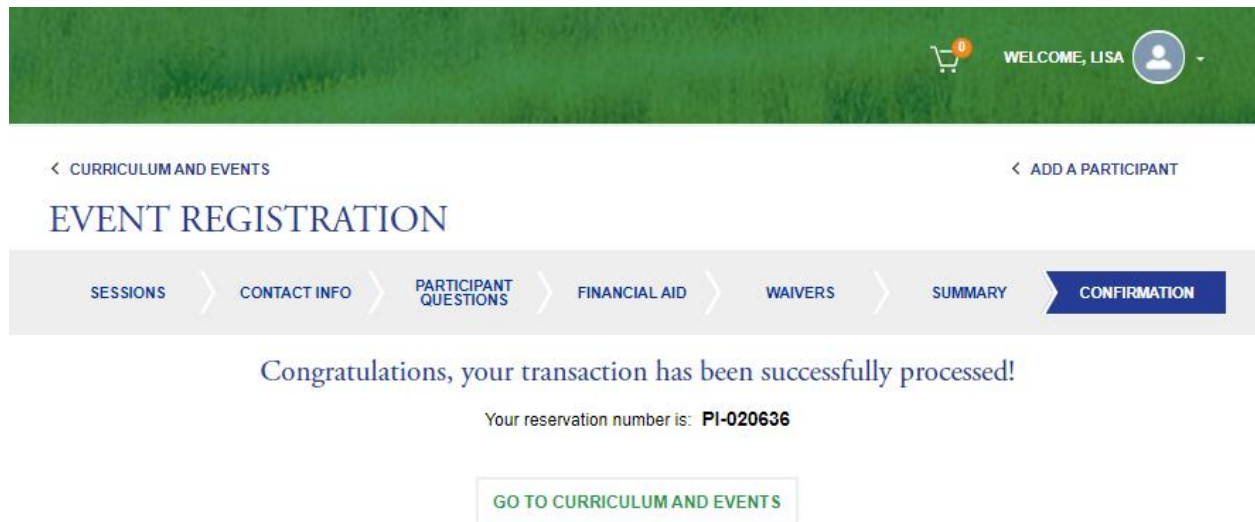 0
WELCOME, LISA
CURRICULUM AND EVENTS
ADD A PARTICIPANT
EVENT REGISTRATION
SESSIONS
CONTACT INFO
PARTICIPANT
QUESTIONS
FINANCIAL AID
WAIVERS
SUMMARY
CONFIRMATION
Congratulations, your transaction has been successfully processed!
Your reservation number is: PI-020636
GO TO CURRICULUM AND EVENTS